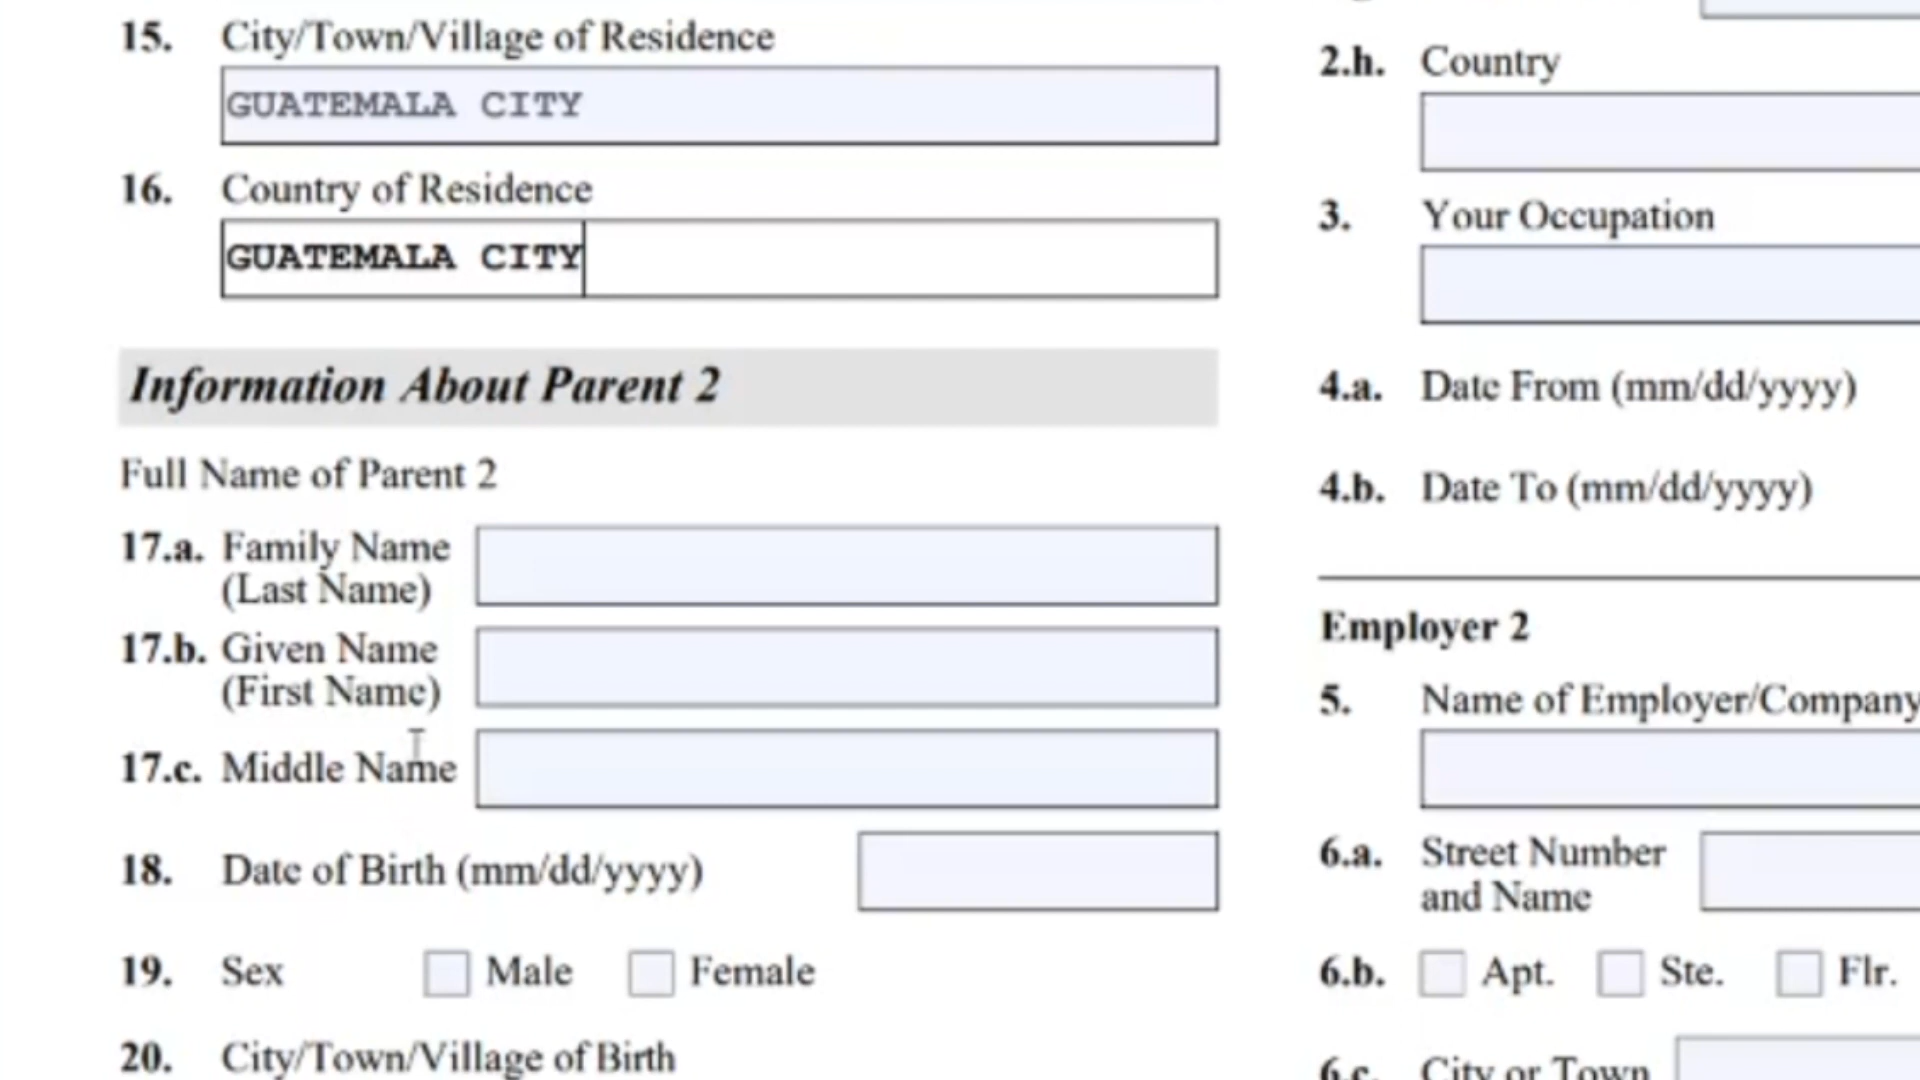 15. City/Town/Village of Residence
GUATEMALA CITY
16. Country of Residence
GUATEMALA CITY
Information About Parent 2
Full Name of Parent 2
17.a. Family Name
(Last Name)
17.b. Given Name
(First Name)
17.c. Middle Name
18. Date of Birth (mm/dd/yyyy)
19. Sex Male Female
20. City/Town/Village of Birth
2.h. Country
3. Your Occupation
4.a. Date From (mm/dd/yyyy)
4.b. Date To (mm/dd/yyyy)
Employer 2
5. Name of Employer/Company
6.a. Street Number
and Name
6.b. Apt. Ste. Flr.
6.c. City or Town